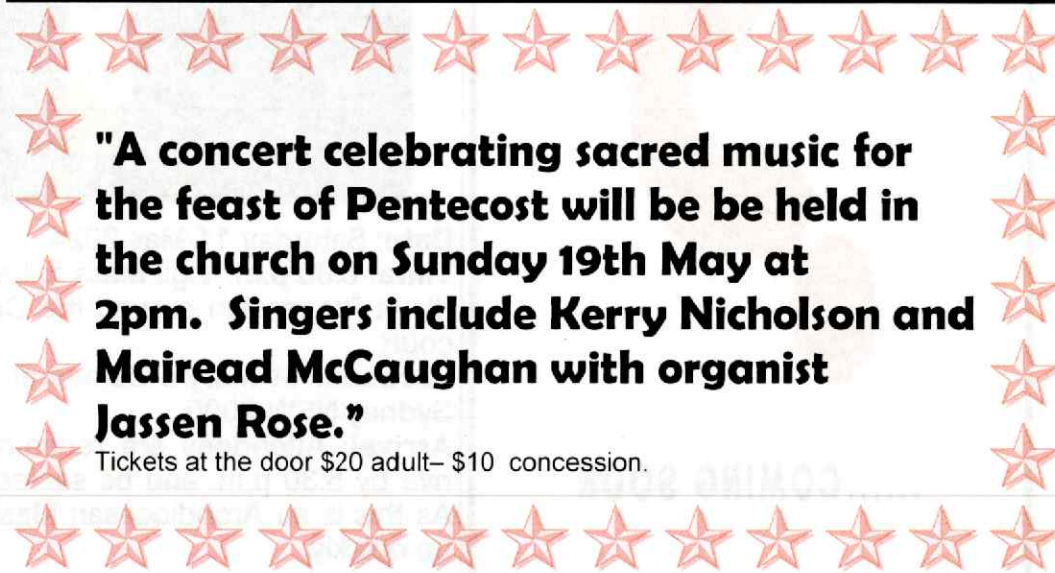 "A concert celebrating sacred music for
the feast of Pentecost will be be held in
the church on Sunday 19th May at
2pm.  Singers include Kerry Nicholson and
Mairead McCaughan with organist
Jassen Rose.”
Tickets at the door $20 adult– $10  concession.